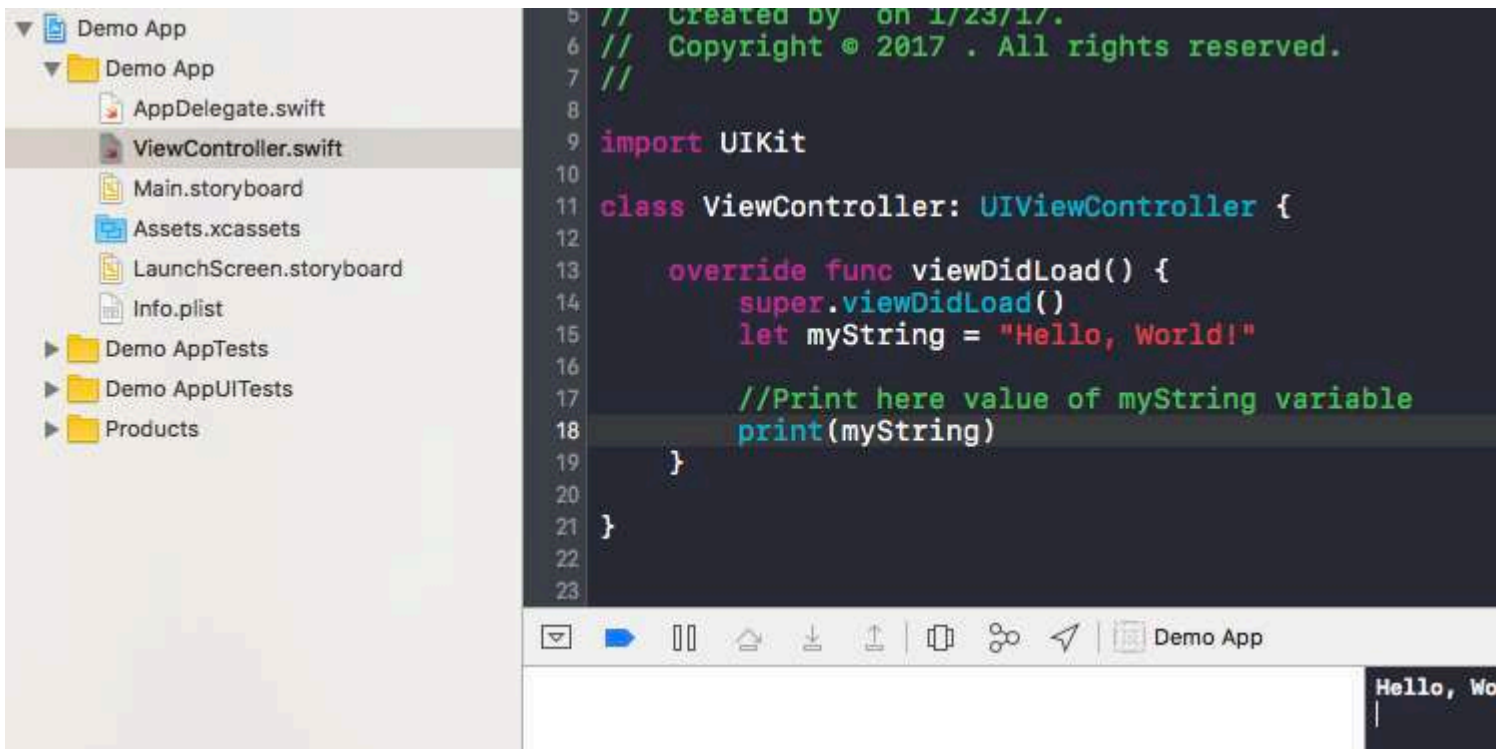 Demo App
Demo App
AppDelegate.swift
ViewController.swift
Main.storyboard
Assets.xcassets
LaunchScreen.storyboard
Info.plist
Demo AppTests
Demo AppUITests
Products
5 // Created by on 1/23/17.
6 // Copyright © 2017 . All rights reserved.
7 //
8
9 import UIKit
10
11 class ViewController: UIViewController {
12
13 override func viewDidLoad() {
14 super.viewDidLoad()
15 let myString = "Hello, World!"
16
17 //Print here value of myString variable
18 print(myString)
19 }
20
21 }
22
23
Demo App
Hello, Wo